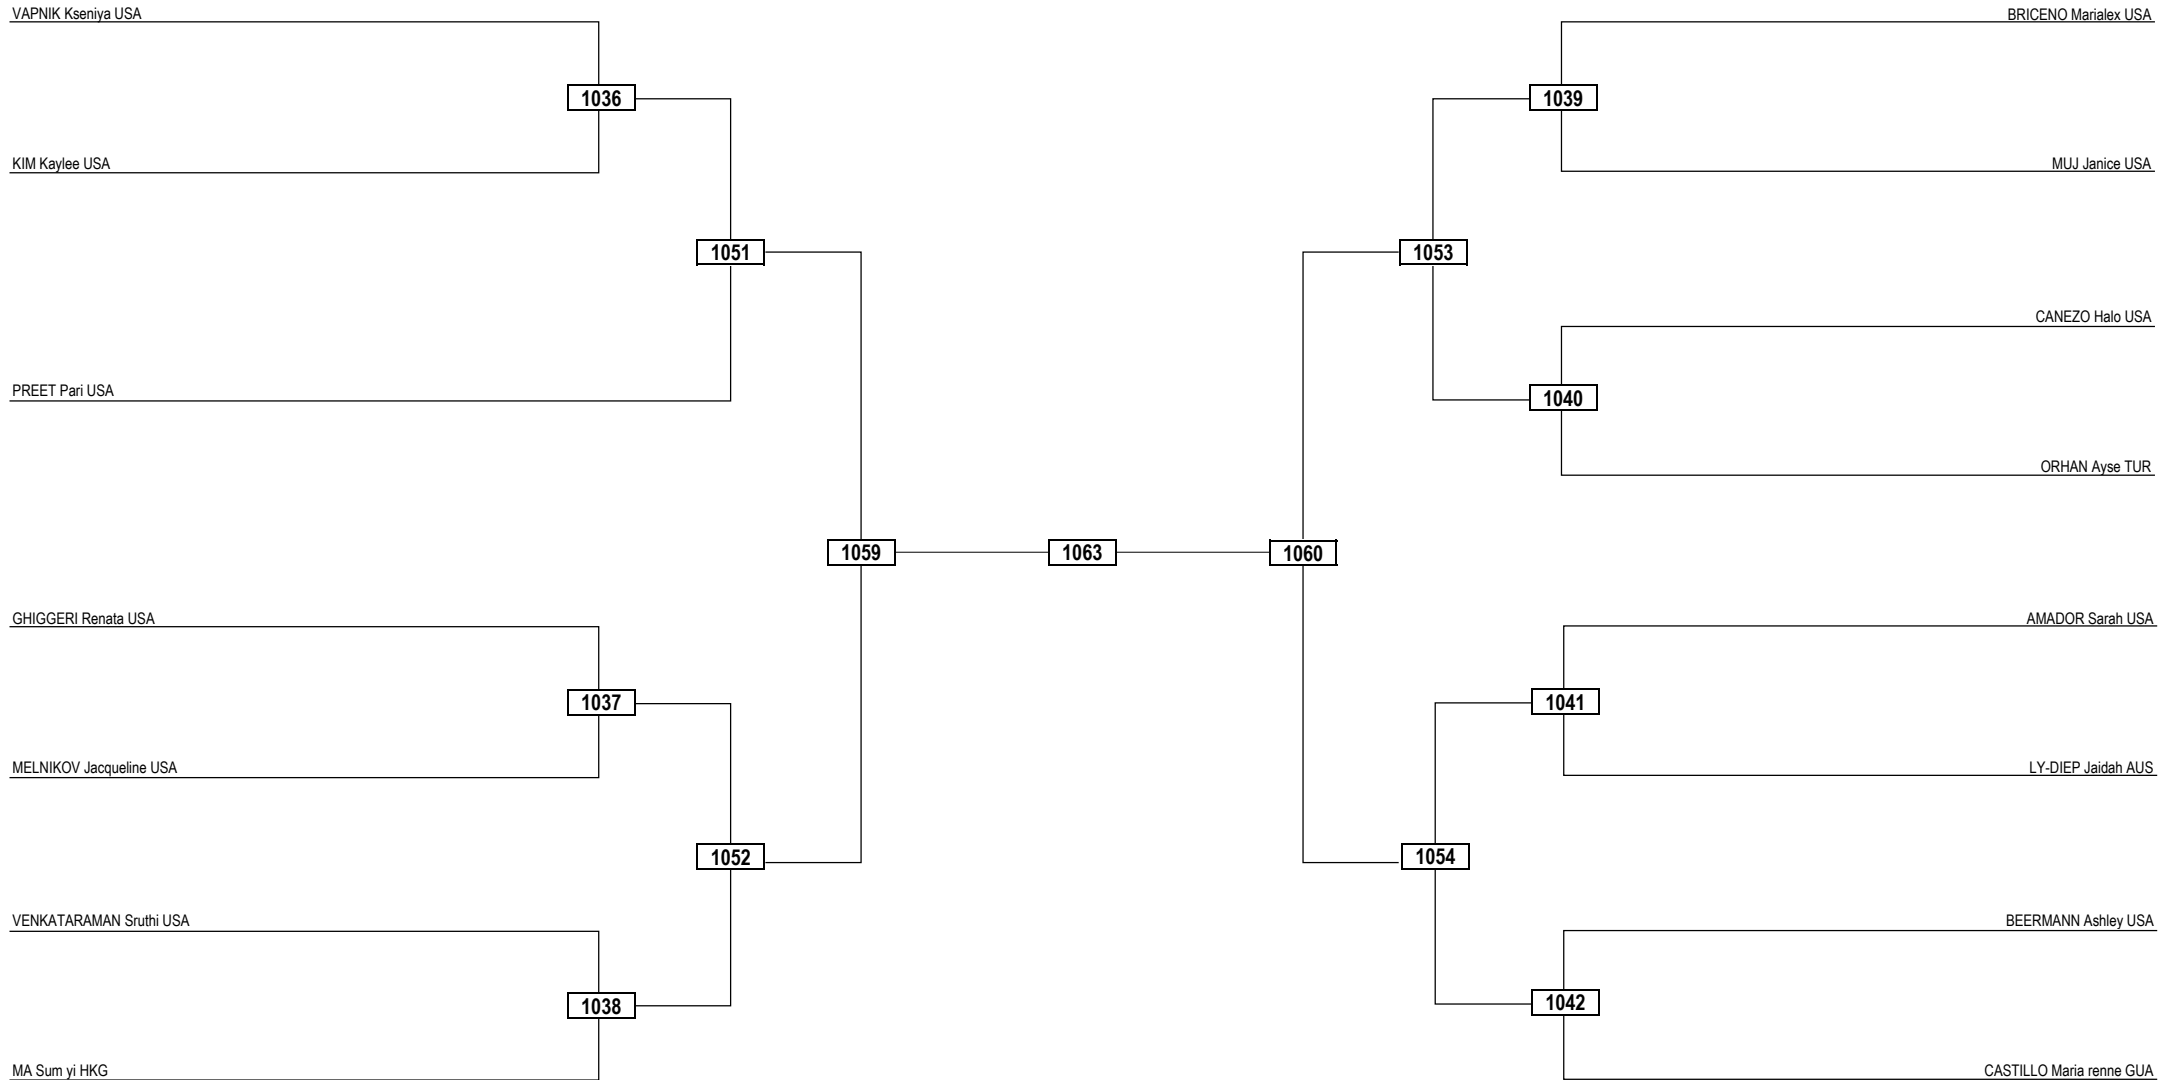 VAPNIK Kseniya USA
BRICENO Marialex USA
1036
1039
KIM Kaylee USA
MUJ Janice USA
1051
1053
CANEZO Halo USA
PREET Pari USA
1040
ORHAN Ayse TUR
1059
1063
1060
GHIGGERI Renata USA
AMADOR Sarah USA
1037
1041
MELNIKOV Jacqueline USA
LY-DIEP Jaidah AUS
1052
1054
VENKATARAMAN Sruthi USA
BEERMANN Ashley USA
1038
1042
MA Sum yi HKG
CASTILLO Maria renne GUA